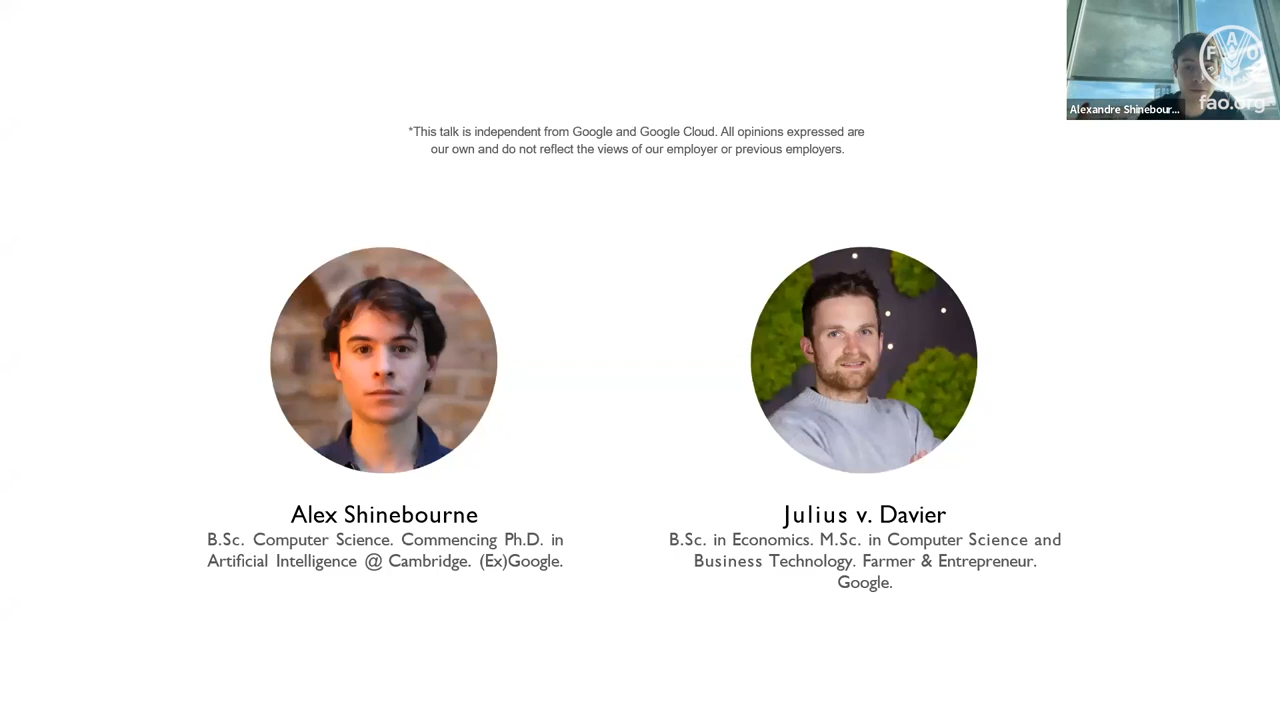 *This talk is independent from Google and Google Cloud. All opinions expressed are
our own and do not reflect the views of our employer or previous employers.
FAO
fao.org
Alexandre Shinebour...
Alex Shinebourne
B.Sc. Computer Science. Commencing Ph.D. in
Artificial Intelligence @ Cambridge. (Ex)Google.
Julius v. Davier
B.Sc. in Economics. M.Sc. in Computer Science and
Business Technology. Farmer & Entrepreneur.
Google.